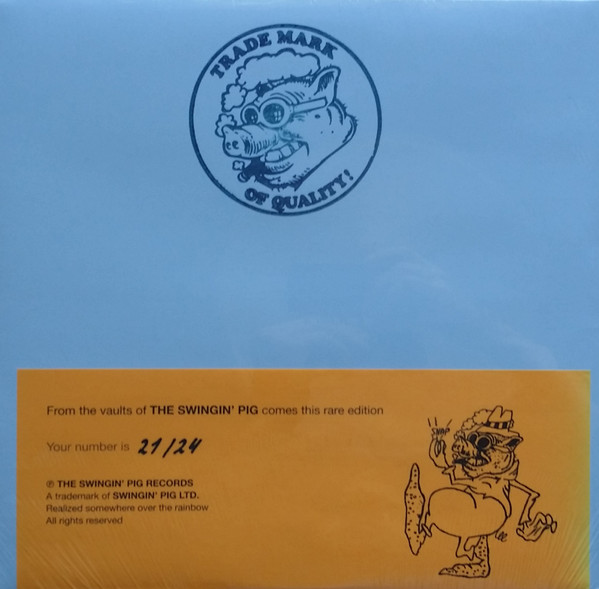 TRADE MARK
OF QUALITY!
From the vaults of THE SWINGIN' PIG comes this rare edition
Your number is 21/24
℗ THE SWINGIN' PIG RECORDS
A trademark of SWINGIN' PIG LTD.
Realized somewhere over the rainbow
All rights reserved